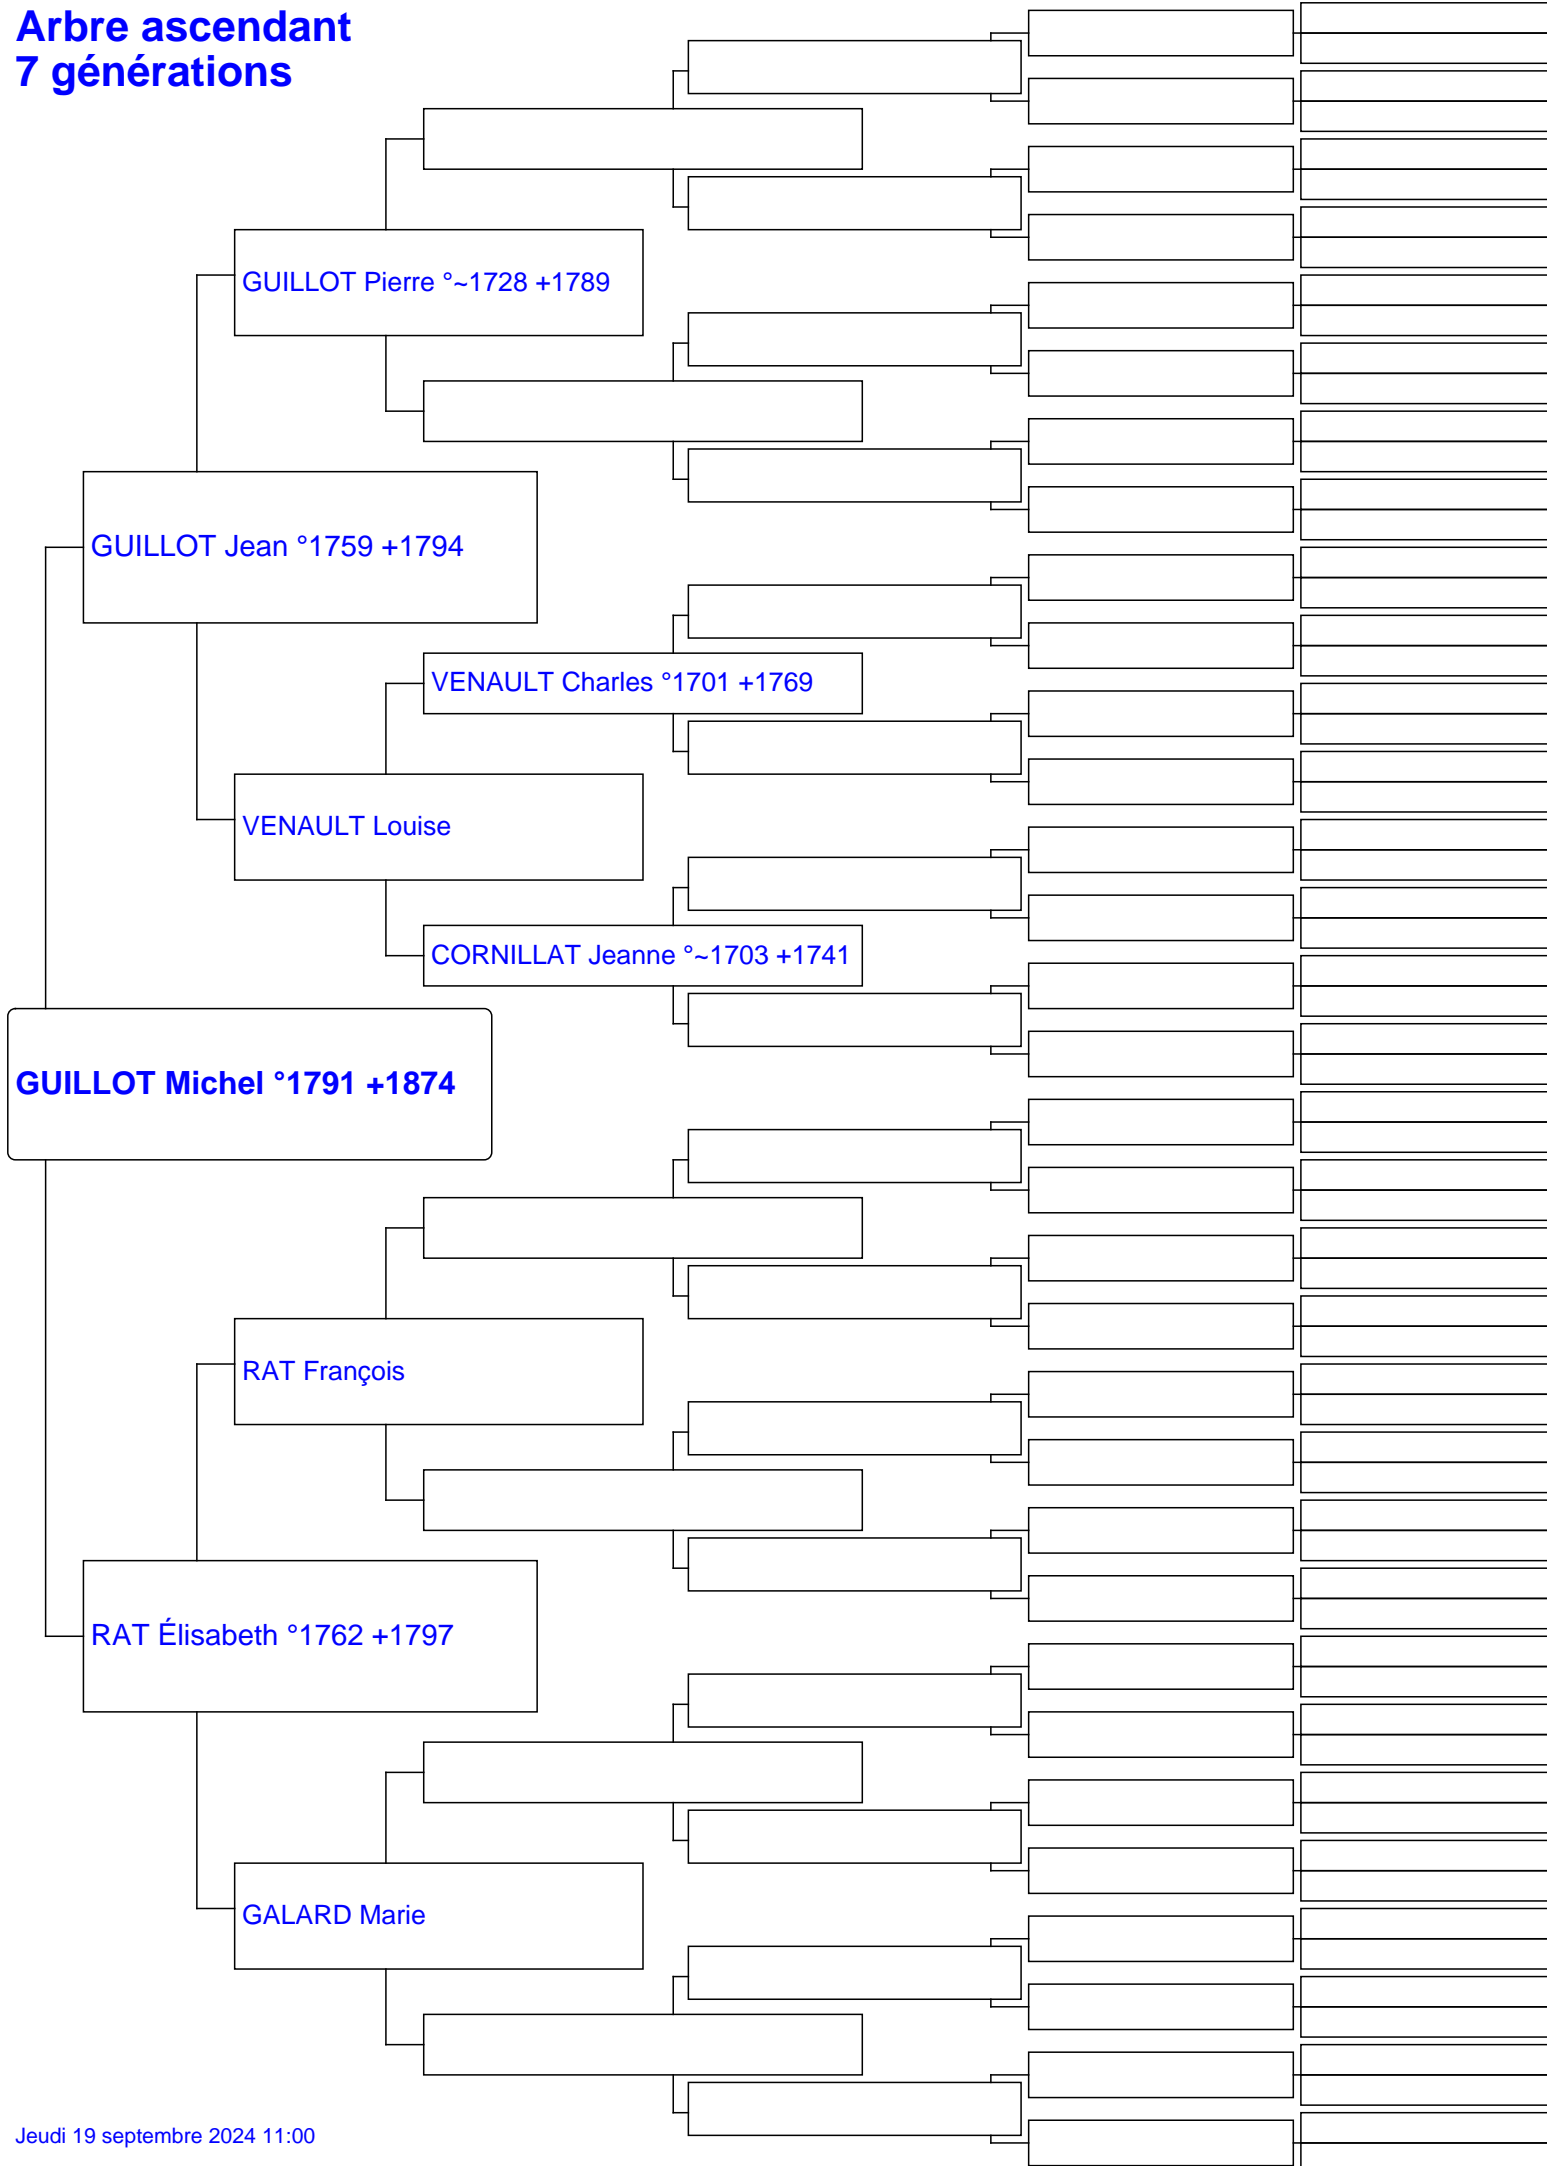 Arbre ascendant
7 générations
GUILLOT Pierre °~1728 +1789
GUILLOT Jean °1759 +1794
VENAULT Charles °1701 +1769
VENAULT Louise
CORNILLAT Jeanne °~1703 +1741
GUILLOT Michel °1791 +1874
RAT François
RAT Élisabeth °1762 +1797
GALARD Marie
Jeudi 19 septembre 2024 11:00